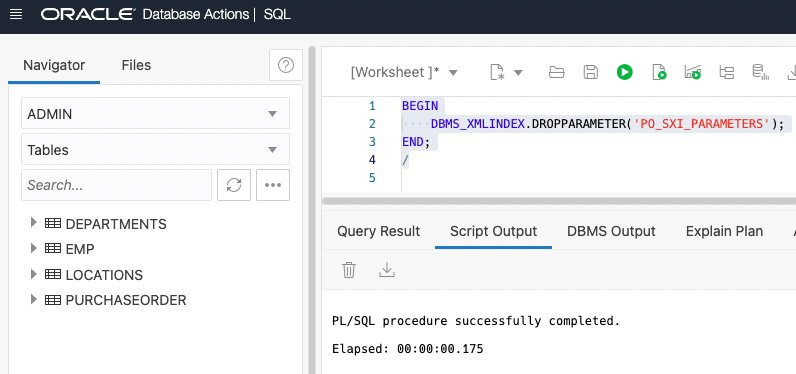 ORACLE Database Actions | SQL
Navigator Files
ADMIN
Tables
Search...
DEPARTMENTS
EMP
LOCATIONS
PURCHASEORDER
[Worksheet ]*
1 BEGIN
2 DBMS_XMLINDEX.DROPPARAMETER('PO_SXI_PARAMETERS');
3 END;
4 /
5
Query Result Script Output DBMS Output Explain Plan
PL/SQL procedure successfully completed.
Elapsed: 00:00:00.175